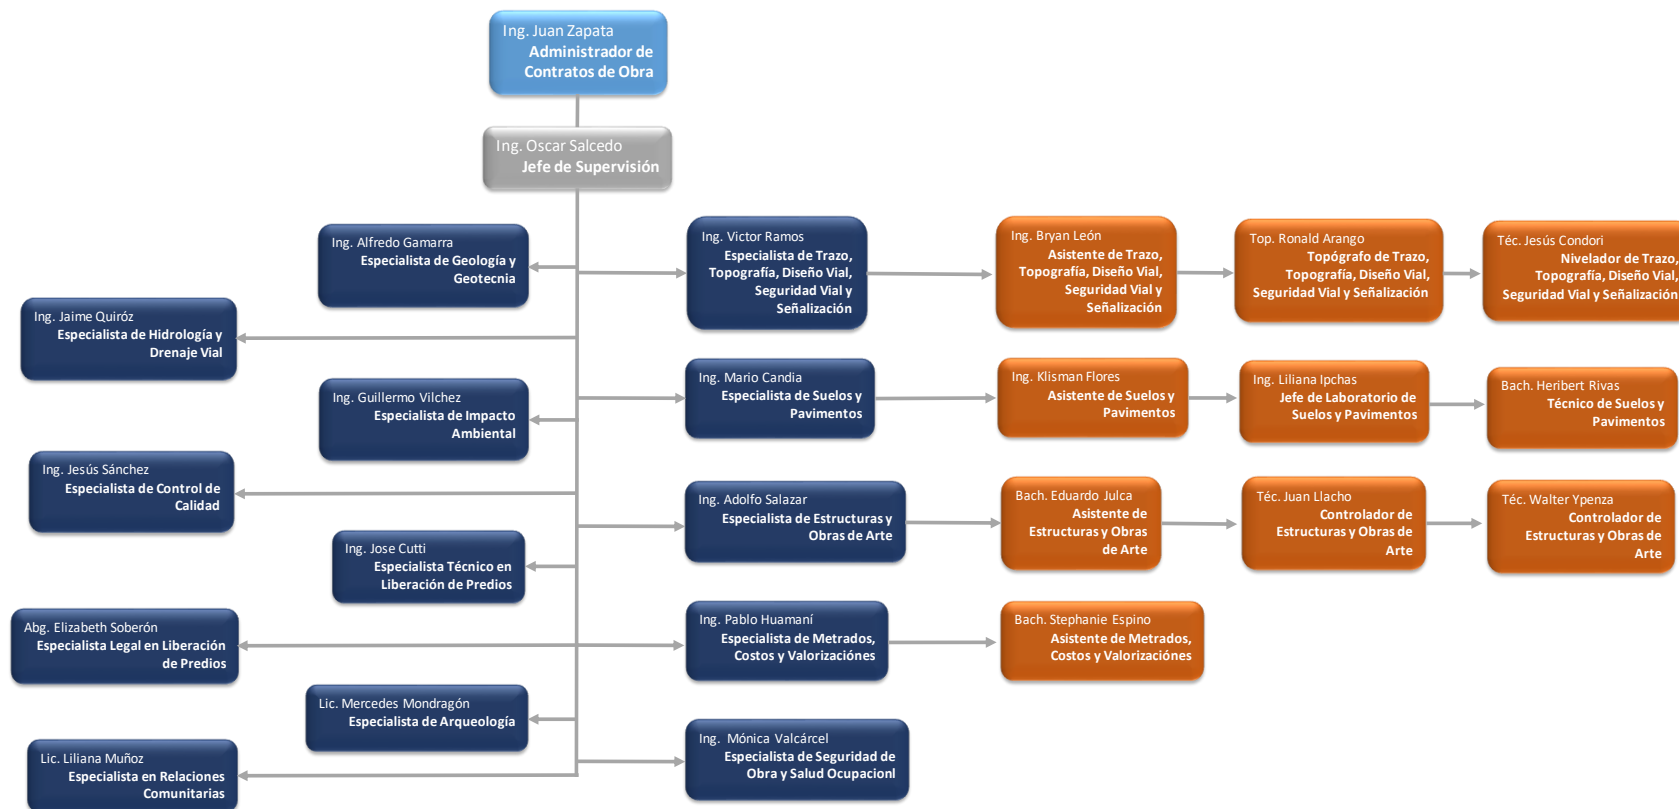 Ing. Juan Zapata
Administrador de
Contratos de Obra
Ing. Oscar Salcedo
Jefe de Supervisión
Ing. Alfredo Gamarra
Especialista de Geología y
Geotecnia
Ing. Victor Ramos
Especialista de Trazo,
Topografía, Diseño Vial,
Seguridad Vial y
Señalización
Ing. Bryan León
Asistente de Trazo,
Topografía, Diseño Vial,
Seguridad Vial y
Señalización
Top. Ronald Arango
Topógrafo de Trazo,
Topografía, Diseño Vial,
Seguridad Vial y Señalización
Téc. Jesús Condori
Nivelador de Trazo,
Topografía, Diseño Vial,
Seguridad Vial y Señalización
Ing. Jaime Quiróz
Especialista de Hidrología y
Drenaje Vial
Ing. Guillermo Vilchez
Especialista de Impacto
Ambiental
Ing. Mario Candia
Especialista de Suelos y
Pavimentos
Ing. Klisman Flores
Asistente de Suelos y
Pavimentos
Ing. Liliana Ipchas
Jefe de Laboratorio de
Suelos y Pavimentos
Bach. Heribert Rivas
Técnico de Suelos y
Pavimentos
Ing. Jesús Sánchez
Especialista de Control de
Calidad
Ing. Adolfo Salazar
Especialista de Estructuras y
Obras de Arte
Bach. Eduardo Julca
Asistente de
Estructuras y Obras
de Arte
Téc. Juan Llacho
Controlador de
Estructuras y Obras de
Arte
Téc. Walter Ypenza
Controlador de
Estructuras y Obras de
Arte
Ing. Jose Cutti
Especialista Técnico en
Liberación de Predios
Abg. Elizabeth Soberón
Especialista Legal en Liberación
de Predios
Ing. Pablo Huamaní
Especialista de Metrados,
Costos y Valorizaciónes
Bach. Stephanie Espino
Asistente de Metrados,
Costos y Valorizaciónes
Lic. Mercedes Mondragón
Especialista de Arqueología
Ing. Mónica Valcárcel
Especialista de Seguridad de
Obra y Salud Ocupacionl
Lic. Liliana Muñoz
Especialista en Relaciones
Comunitarias